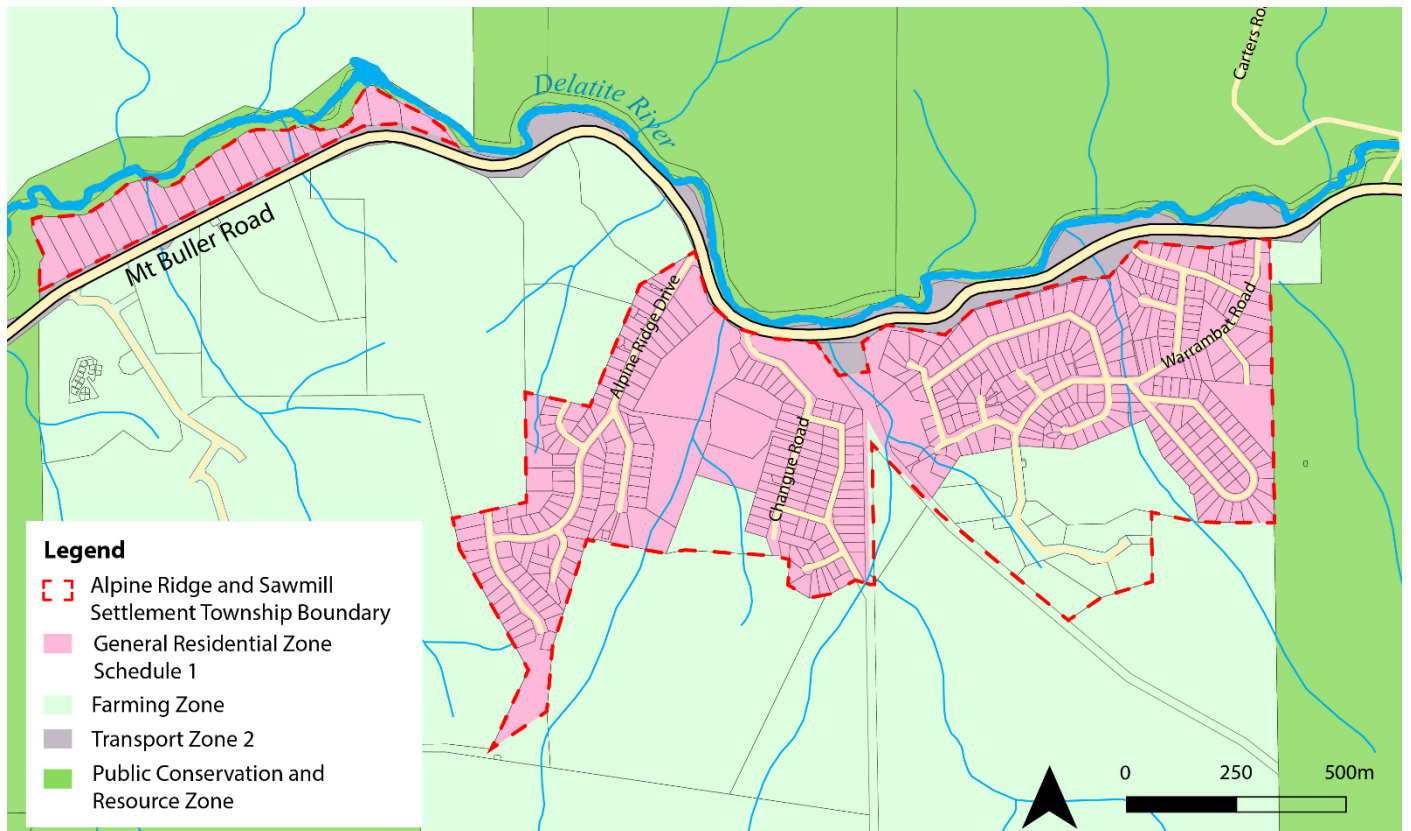 Carters Ro
Delatite River
Mt Buller Road
Alpine Ridge Drive
Warrambat Road
Changue Road
Legend
Alpine Ridge and Sawmill
Settlement Township Boundary
General Residential Zone
Schedule 1
Farming Zone
Transport Zone 2
Public Conservation and
Resource Zone
0 250 500m